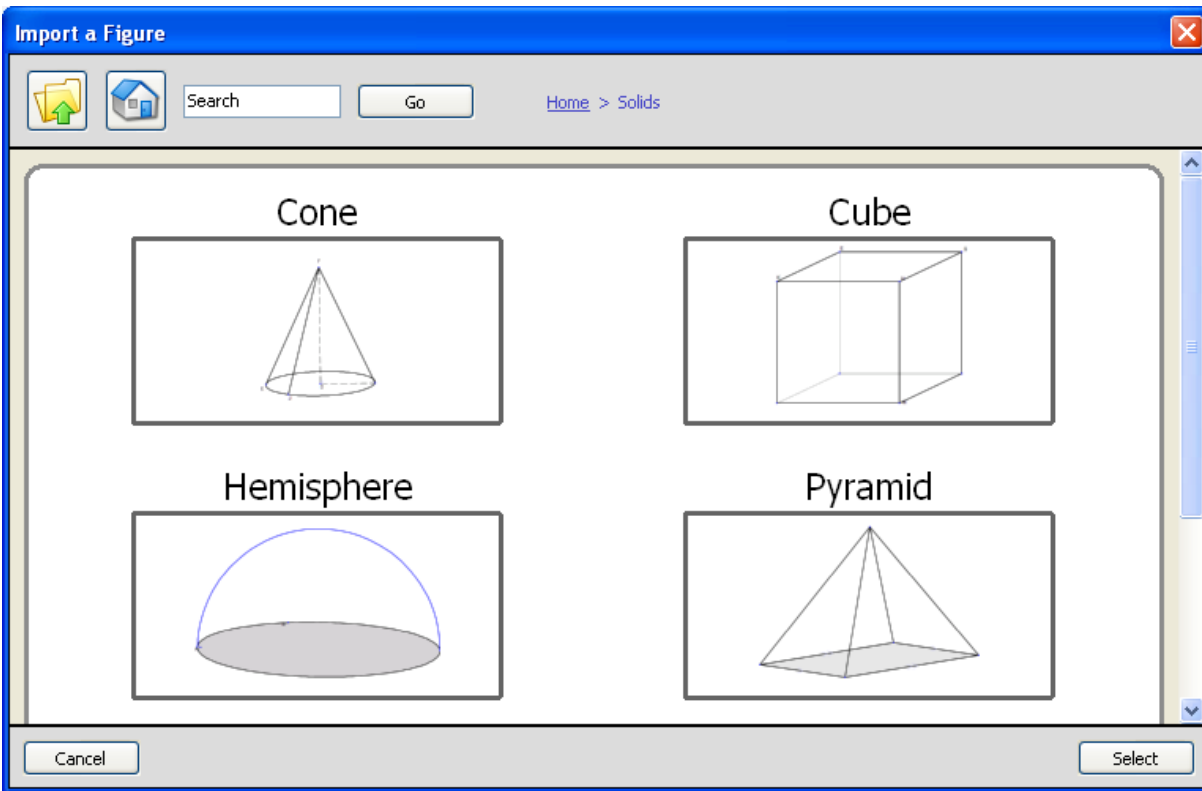 Import a Figure
Search
Go
Home > Solids
Cone
Cube
Hemisphere
Pyramid
Cancel
Select